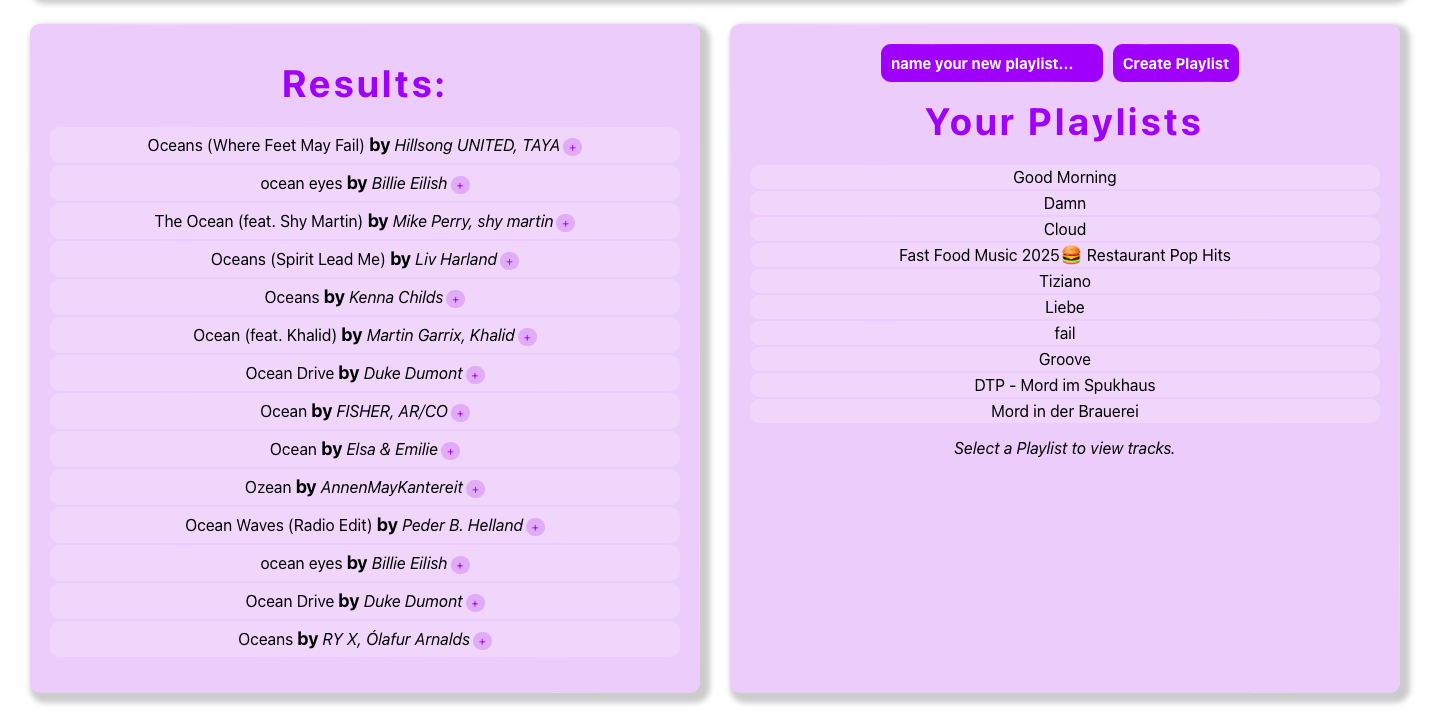 Results:
Oceans (Where Feet May Fail) by Hillsong UNITED, TAYA +
ocean eyes by Billie Eilish +
The Ocean (feat. Shy Martin) by Mike Perry, shy martin +
Oceans (Spirit Lead Me) by Liv Harland +
Oceans by Kenna Childs +
Ocean (feat. Khalid) by Martin Garrix, Khalid +
Ocean Drive by Duke Dumont +
Ocean by FISHER, AR/CO +
Ocean by Elsa & Emilie +
Ozean by AnnenMayKantereit +
Ocean Waves (Radio Edit) by Peder B. Helland +
ocean eyes by Billie Eilish +
Ocean Drive by Duke Dumont +
Oceans by RY X, Ólafur Arnalds +
name your new playlist...
Create Playlist
Your Playlists
Good Morning
Damn
Cloud
Fast Food Music 2025🍔 Restaurant Pop Hits
Tiziano
Liebe
fail
Groove
DTP - Mord im Spukhaus
Mord in der Brauerei
Select a Playlist to view tracks.